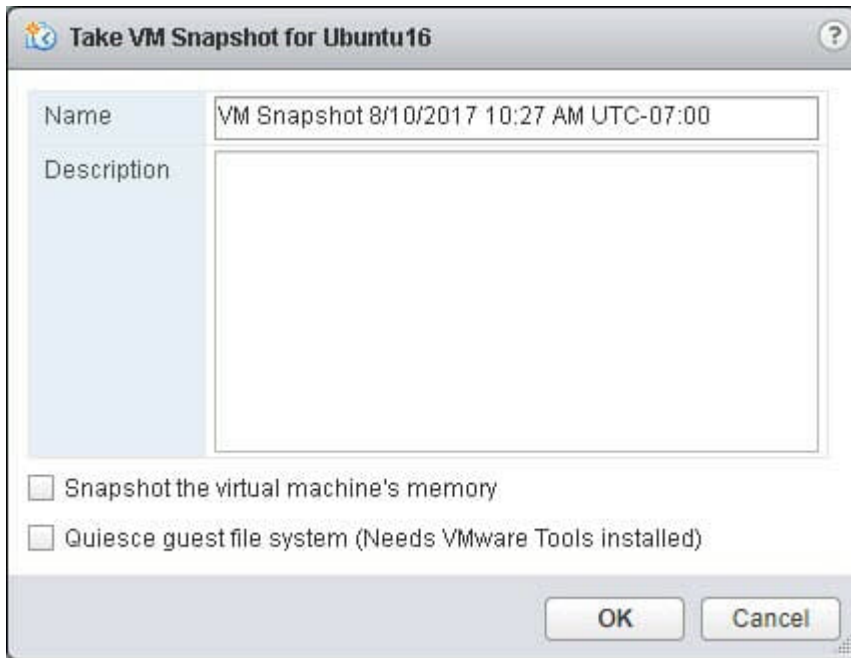 Take VM Snapshot for Ubuntu16
?
Name
VM Snapshot 8/10/2017 10:27 AM UTC-07:00
Description
Snapshot the virtual machine's memory
Quiesce guest file system (Needs VMware Tools installed)
OK
Cancel